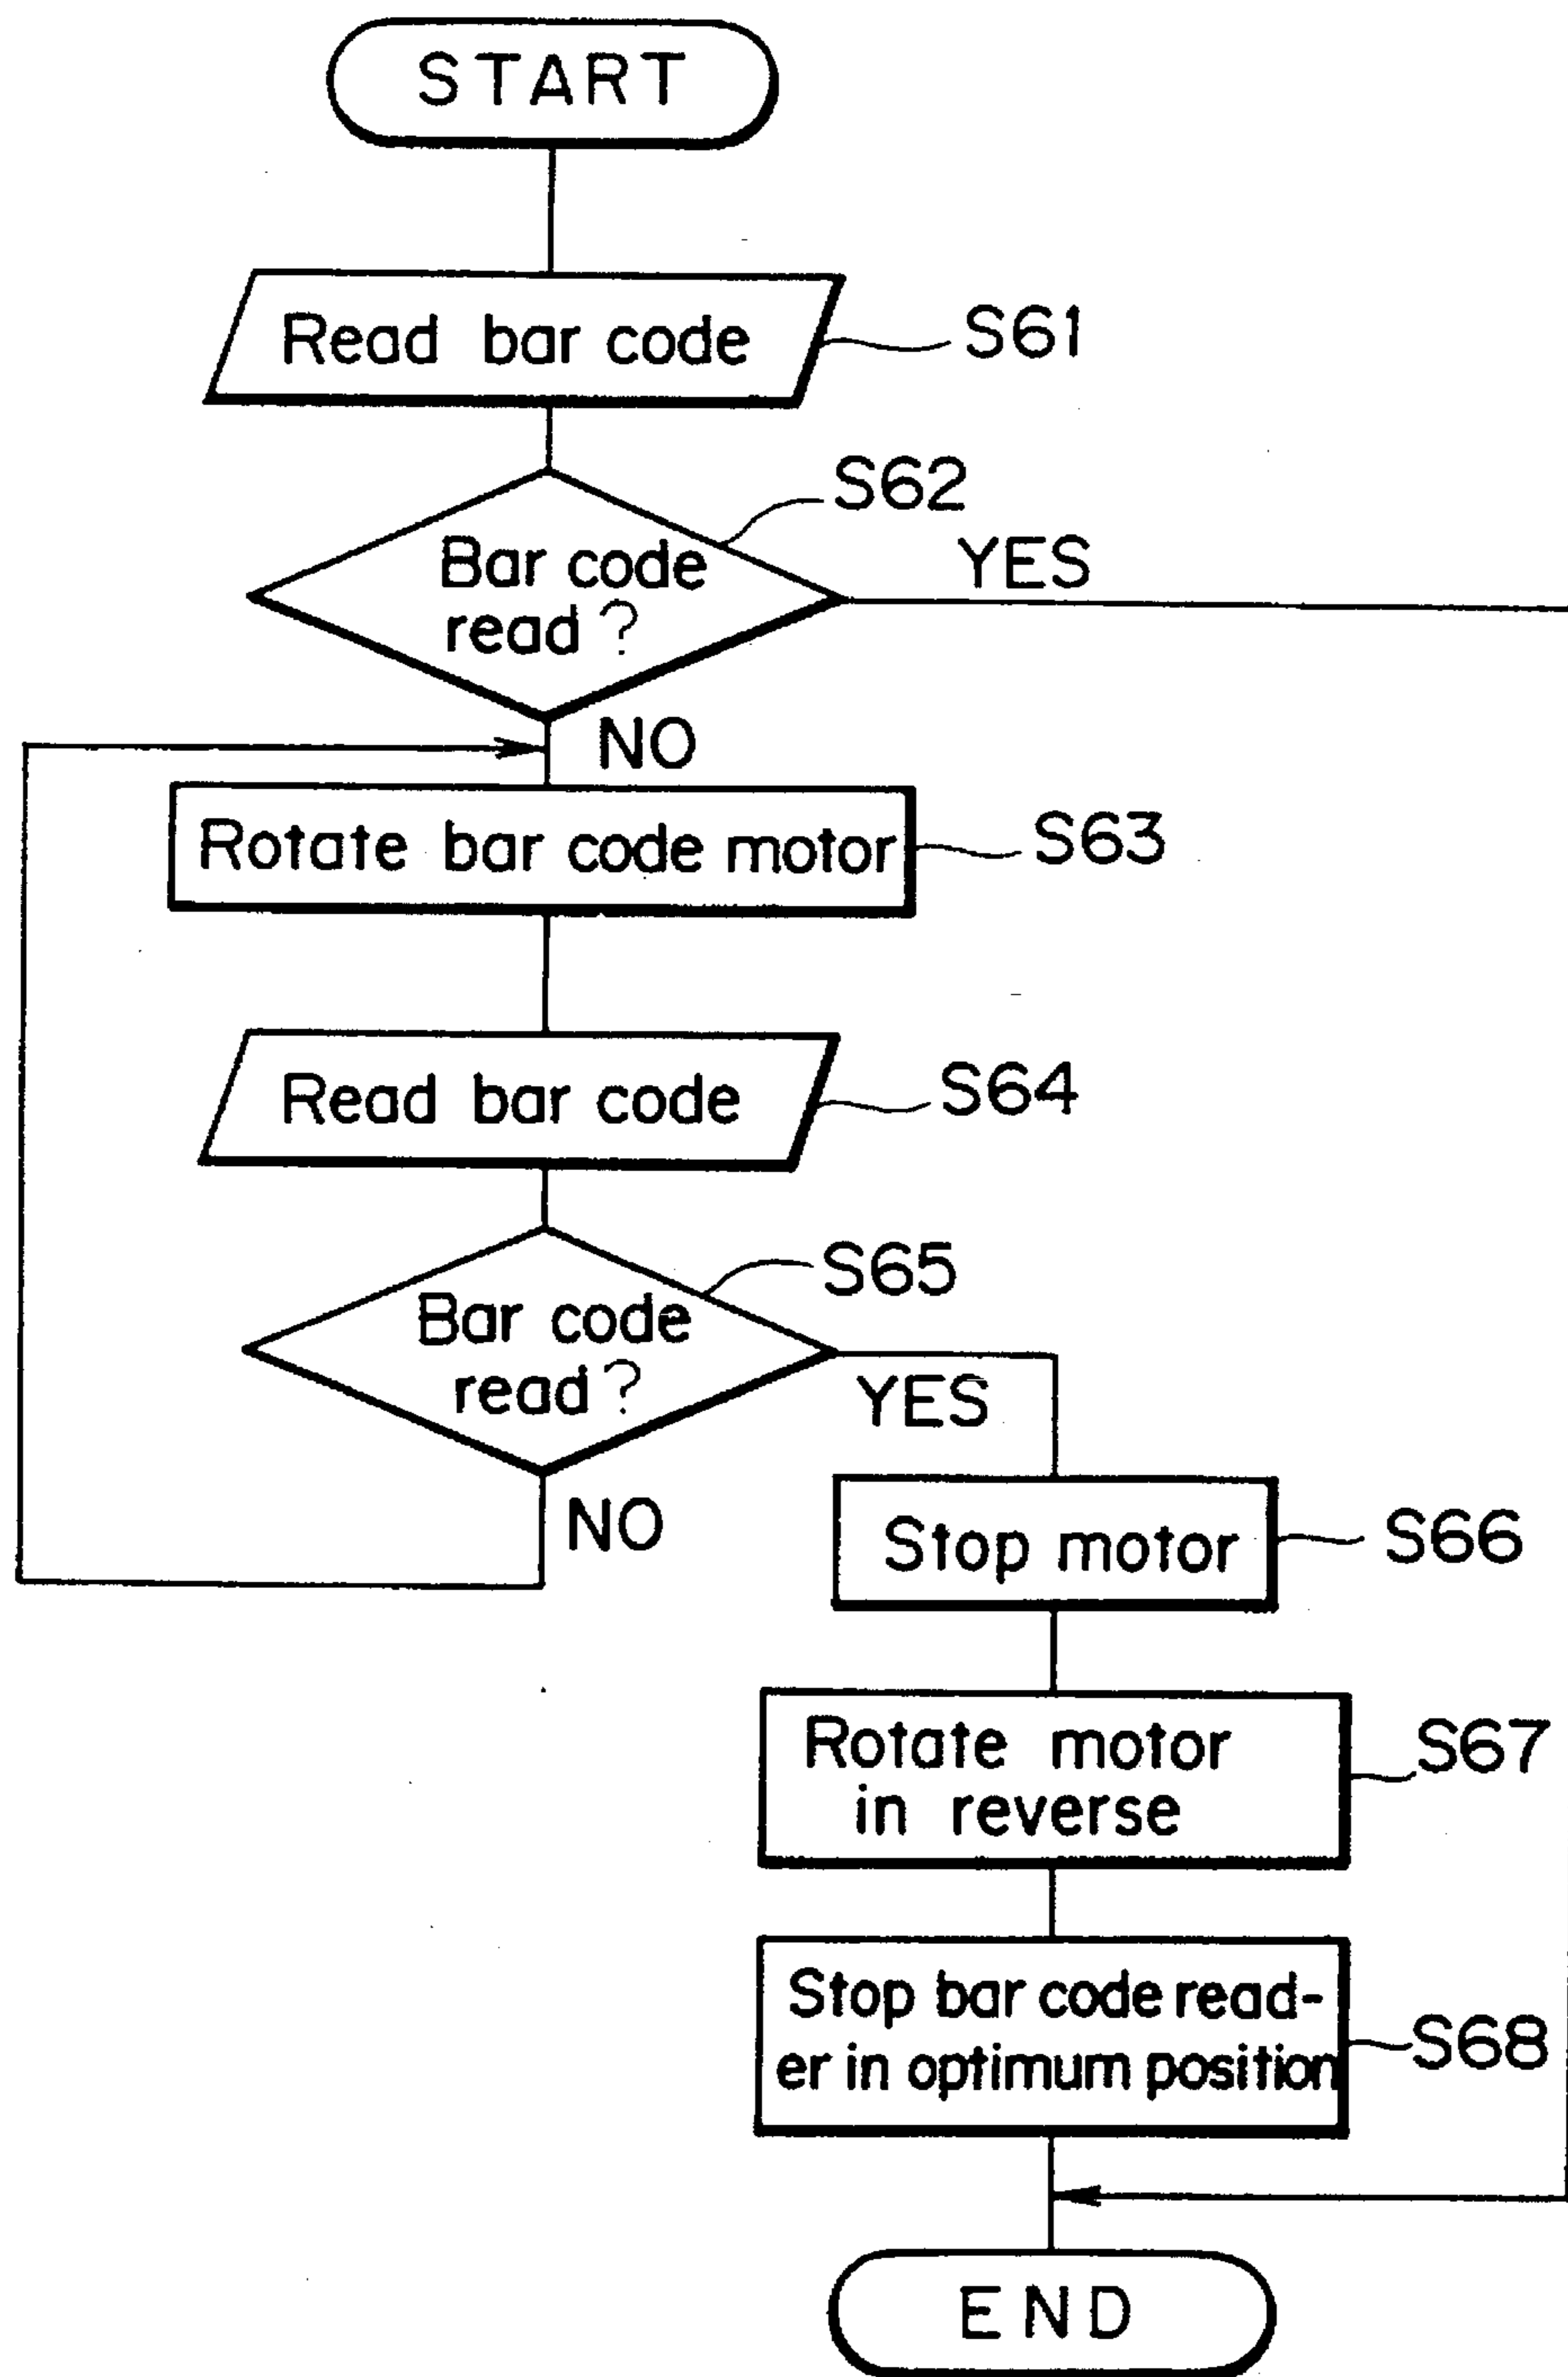 START
Read bar code
S61
S62
Bar code
read?
YES
NO
Rotate bar code motor
S63
Read bar code
S64
S65
Bar code
read?
YES
NO
Stop motor
S66
Rotate motor
in reverse
S67
Stop bar code read-
er in optimum position
S68
END